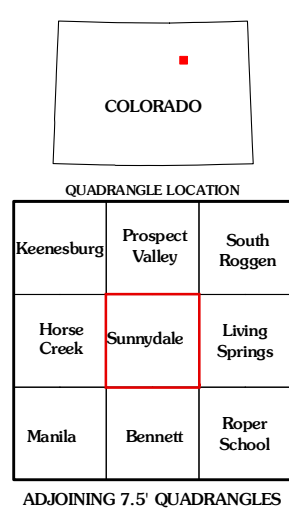 COLORADO
QUADRANGLE LOCATION
Keenesburg
Prospect
Valley
South
Roggen
Horse
Creek
Sunnydale
Living
Springs
Manila
Bennett
Roper
School
ADJOINING 7.5' QUADRANGLES